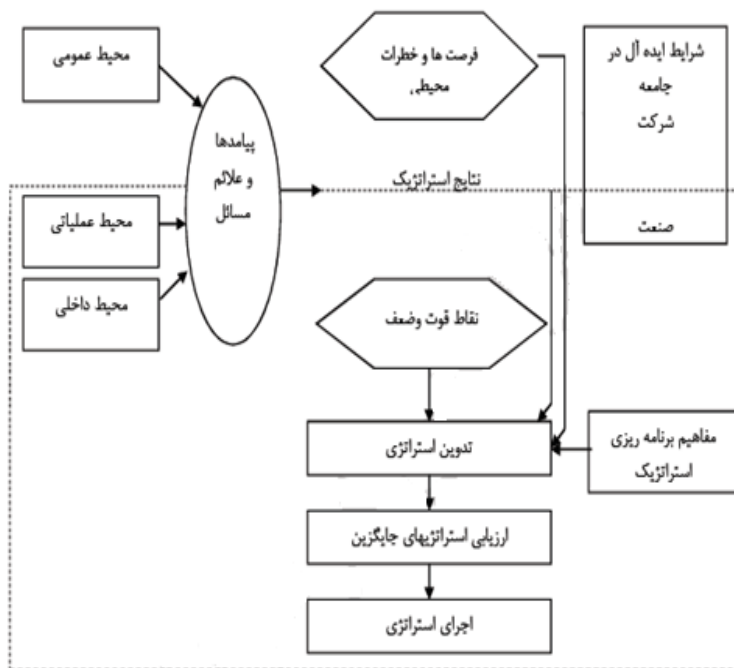 شرایط ایده آل در
جامعه
شرکت
صنعت
فرصت ها و خطرات
محیطی
محیط عمومی
پیامدها
و علائم
مسائل
نتایج استراتژیک
محیط عملیاتی
محیط داخلی
نقاط قوت وضعف
تدوین استراتژی
مفاهیم برنامه ریزی
استراتژیک
ارزیابی استراتژیهای جایگزین
اجرای استراتژی